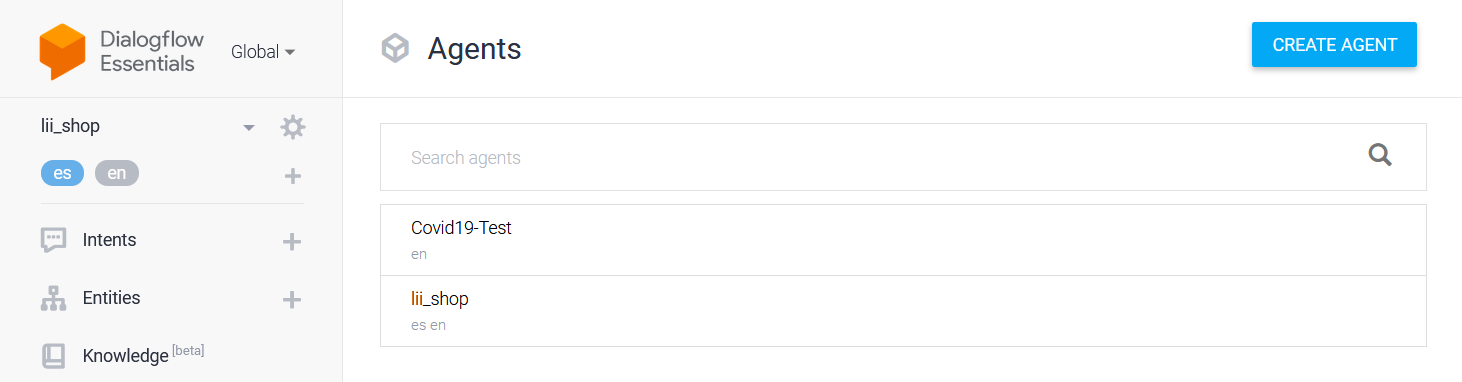 Dialogflow
Essentials
Global
Agents
CREATE AGENT
lii_shop
es en
Intents
Entities
Knowledge [beta]
Search agents
Covid19-Test
en
lii_shop
es en